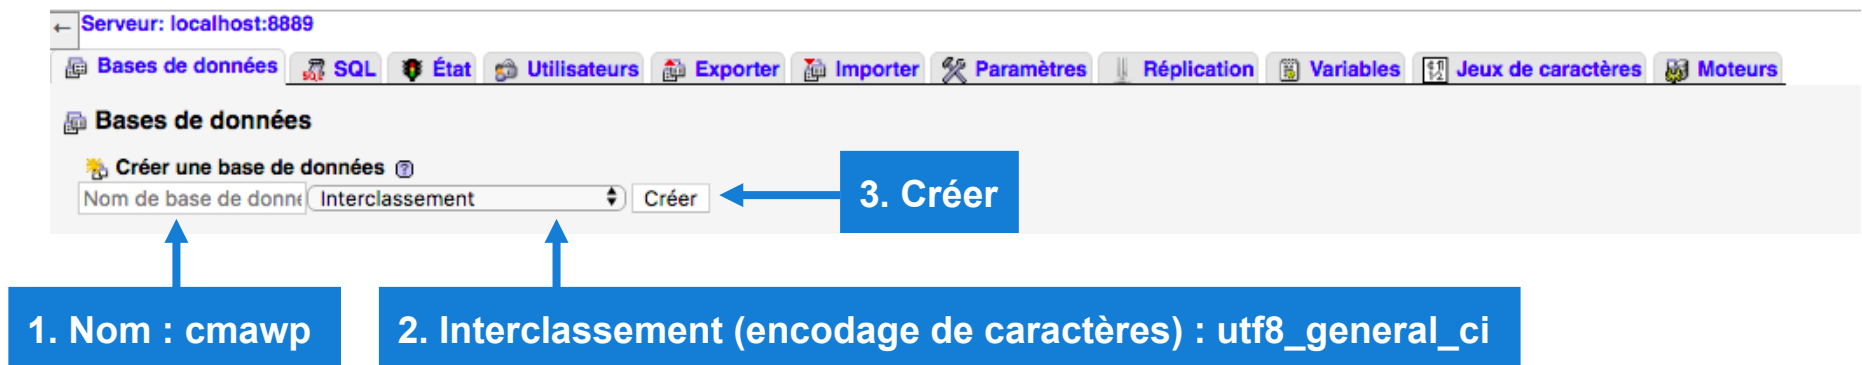 ← Serveur: localhost:8889
Bases de données SQL État Utilisateurs Exporter Importer Paramètres Réplication Variables Jeux de caractères Moteurs
Bases de données
Créer une base de données
Nom de base de donné Interclassement Créer
3. Créer
1. Nom : cmawp
2. Interclassement (encodage de caractères) : utf8_general_ci